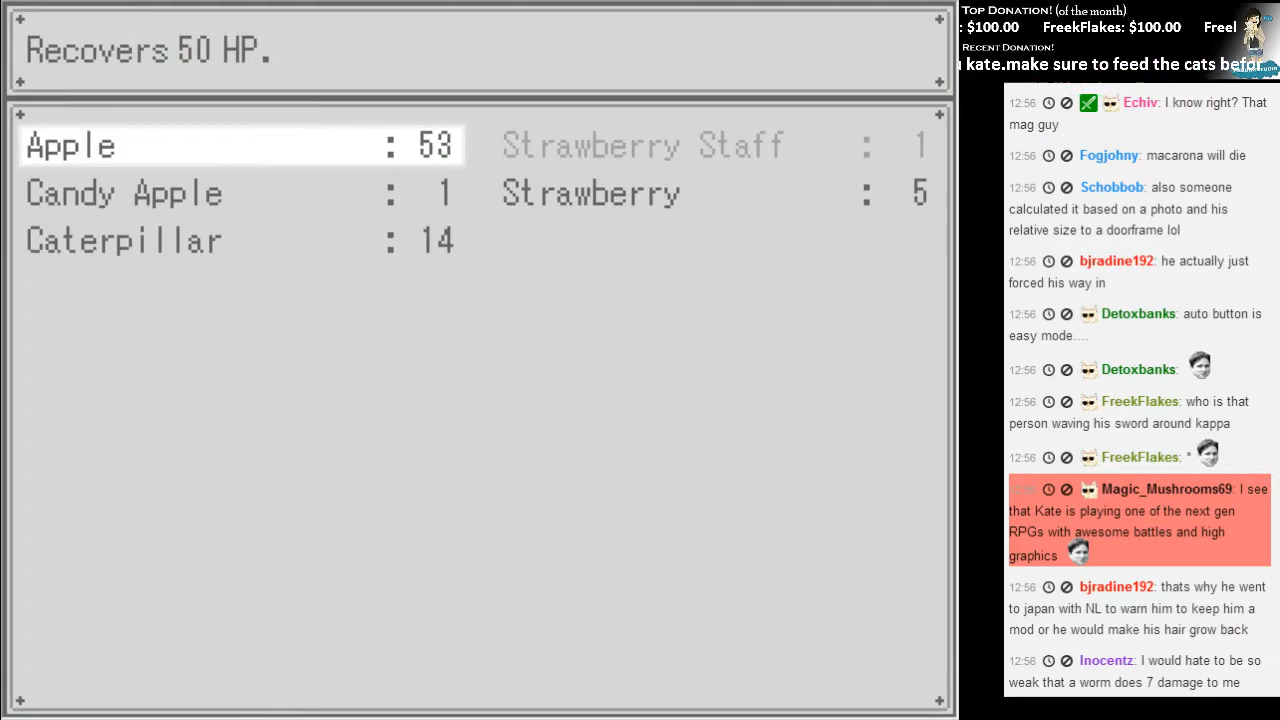 Recovers 50 HP.
Apple : 53
Strawberry Staff : 1
Candy Apple : 1
Strawberry : 5
Caterpillar : 14
Top Donation! (of the month)
: $100.00 FreekFlakes: $100.00 Freel
Recent Donation!
kate.make sure to feed the cats befor
12:56 Echiv: I know right? That
mag guy
12:56 Fogjohny: macarona will die
12:56 Schobbob: also someone
calculated it based on a photo and his
relative size to a doorframe lol
12:56 bjradine192: he actually just
forced his way in
12:56 Detoxbanks: auto button is
easy mode....
12:56 Detoxbanks:
12:56 FreekFlakes: who is that
person waving his sword around kappa
12:56 FreekFlakes: *
12:56 Magic_Mushrooms69: I see
that Kate is playing one of the next gen
RPGs with awesome battles and high
graphics
12:56 bjradine192: thats why he went
to japan with NL to warn him to keep him a
mod or he would make his hair grow back
12:56 Inocentz: I would hate to be so
weak that a worm does 7 damage to me